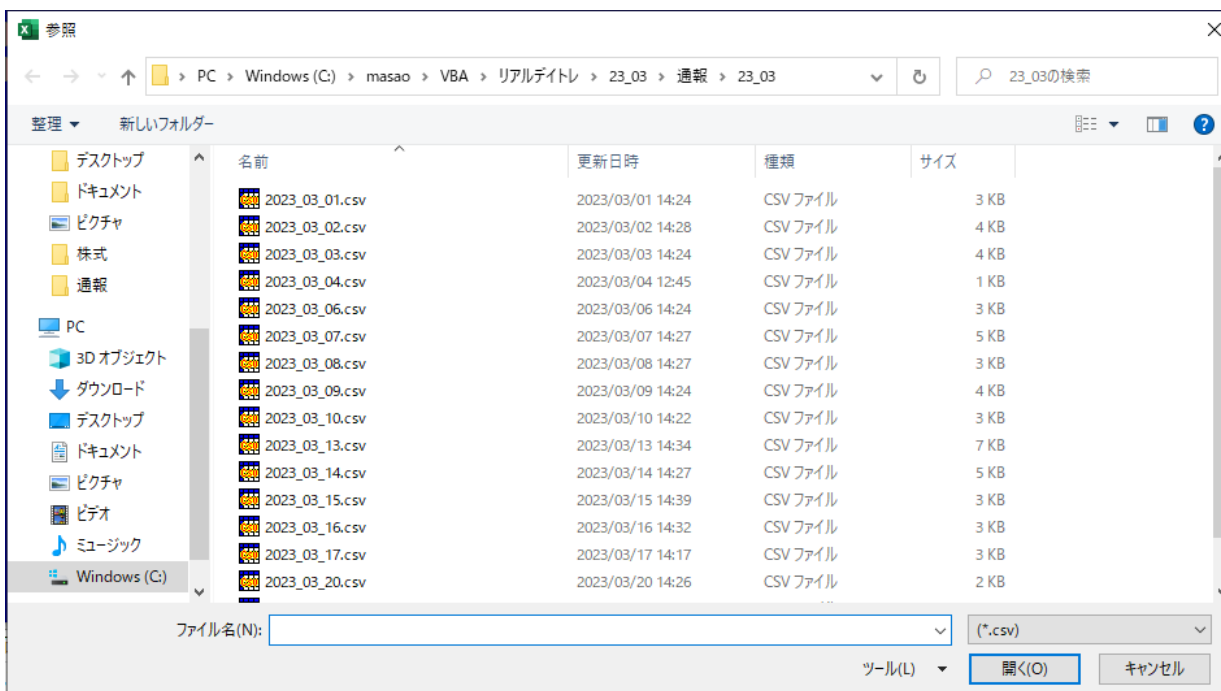 参照
PC › Windows (C:) › masao › VBA › リアルデイトレ › 23_03 › 通報 › 23_03
23_03の検索
整理 新しいフォルダー
デスクトップ
ドキュメント
ピクチャ
株式
通報
PC
3D オブジェクト
ダウンロード
デスクトップ
ドキュメント
ピクチャ
ビデオ
ミュージック
Windows (C:)
名前 更新日時 種類 サイズ
2023_03_01.csv 2023/03/01 14:24 CSV ファイル 3 KB
2023_03_02.csv 2023/03/02 14:28 CSV ファイル 4 KB
2023_03_03.csv 2023/03/03 14:24 CSV ファイル 4 KB
2023_03_04.csv 2023/03/04 12:45 CSV ファイル 1 KB
2023_03_06.csv 2023/03/06 14:24 CSV ファイル 3 KB
2023_03_07.csv 2023/03/07 14:27 CSV ファイル 5 KB
2023_03_08.csv 2023/03/08 14:27 CSV ファイル 3 KB
2023_03_09.csv 2023/03/09 14:24 CSV ファイル 4 KB
2023_03_10.csv 2023/03/10 14:22 CSV ファイル 3 KB
2023_03_13.csv 2023/03/13 14:34 CSV ファイル 7 KB
2023_03_14.csv 2023/03/14 14:27 CSV ファイル 5 KB
2023_03_15.csv 2023/03/15 14:39 CSV ファイル 3 KB
2023_03_16.csv 2023/03/16 14:32 CSV ファイル 3 KB
2023_03_17.csv 2023/03/17 14:17 CSV ファイル 3 KB
2023_03_20.csv 2023/03/20 14:26 CSV ファイル 2 KB
ファイル名(N): (*.csv)
ツール(L) 開く(O) キャンセル